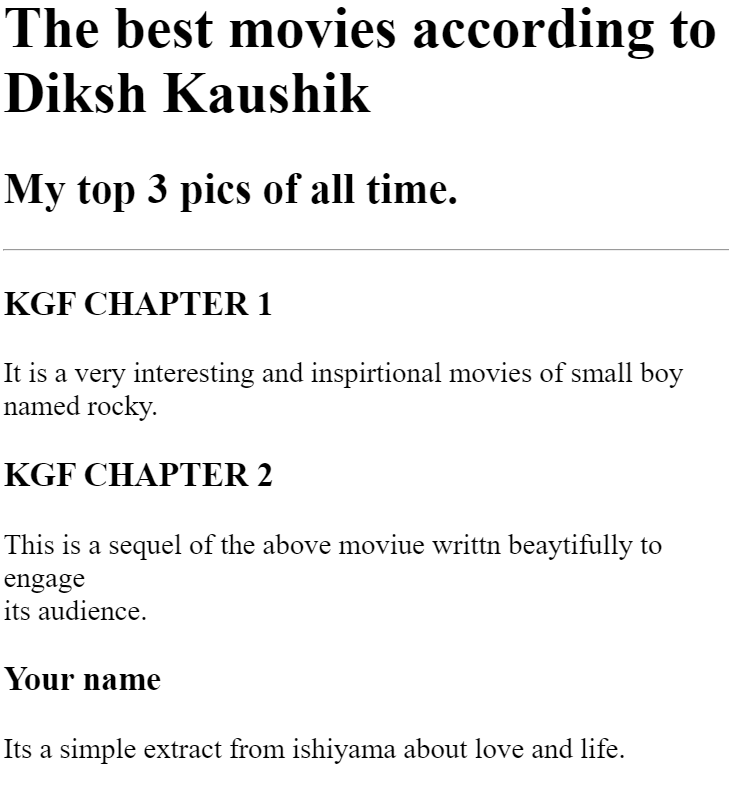 The best movies according to
Diksh Kaushik
My top 3 pics of all time.
KGF CHAPTER 1
It is a very interesting and inspirtional movies of small boy
named rocky.
KGF CHAPTER 2
This is a sequel of the above moviue writtn beaytifully to
engage
its audience.
Your name
Its a simple extract from ishiyama about love and life.